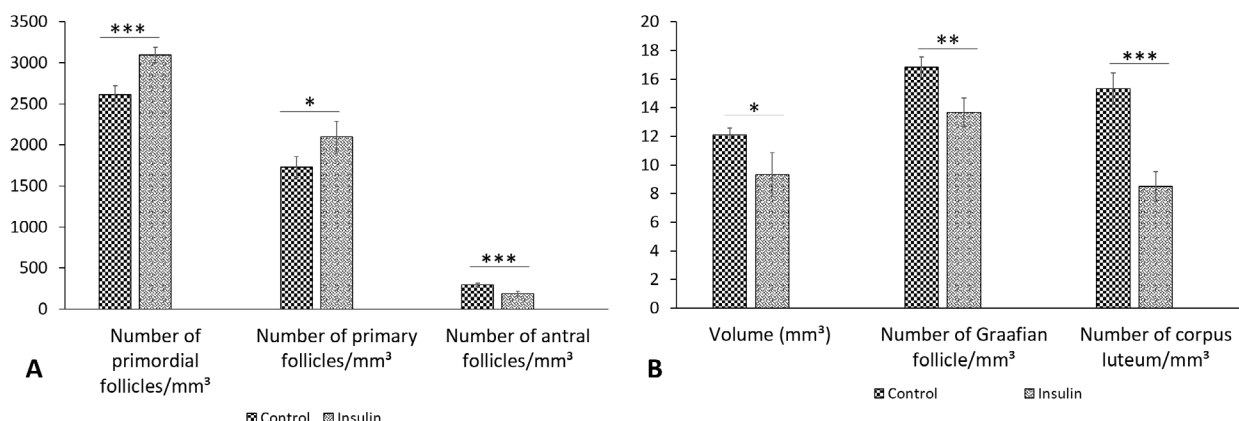 3500
3000
2500
2000
1500
1000
500
0
***
*
***
Number of primordial follicles/mm³
Number of primary follicles/mm³
Number of antral follicles/mm³
A
Control Insulin
20
18
16
14
12
10
8
6
4
2
0
*
**
***
Volume (mm³)
Number of Graafian follicle/mm³
Number of corpus luteum/mm³
B
Control Insulin